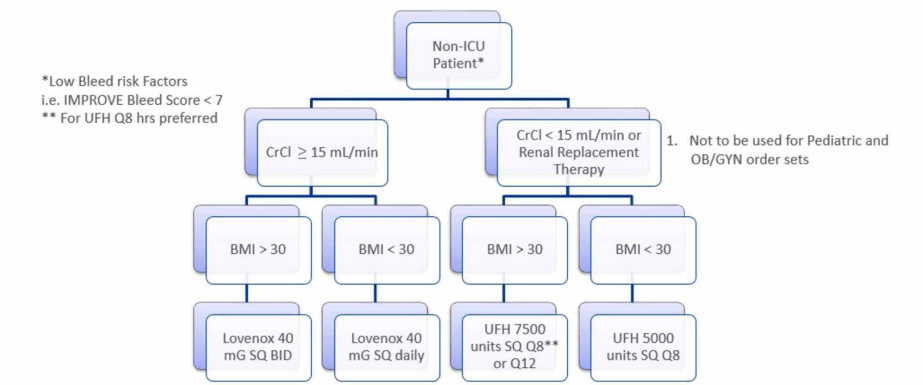 Non-ICU
Patient*
*Low Bleed risk Factors
i.e. IMPROVE Bleed Score < 7
** For UFH Q8 hrs preferred
CrCl ≥ 15 mL/min
CrCl < 15 mL/min or
Renal Replacement
Therapy
1. Not to be used for Pediatric and
OB/GYN order sets
BMI > 30
BMI < 30
BMI > 30
BMI < 30
Lovenox 40
mG SQ BID
Lovenox 40
mG SQ daily
UFH 7500
units SQ Q8**
or Q12
UFH 5000
units SQ Q8